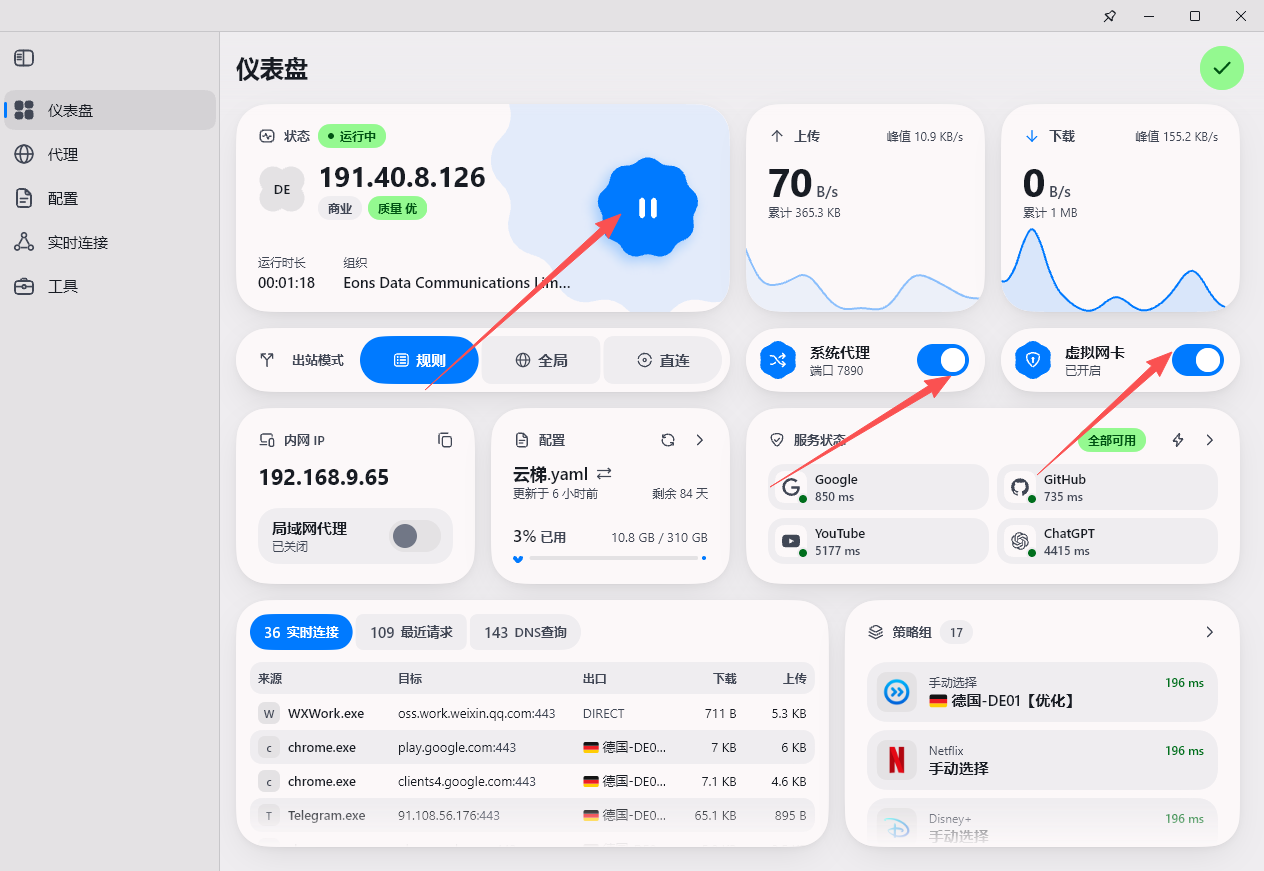 仪表盘
代理
配置
实时连接
工具
仪表盘
状态
运行中
DE
191.40.8.126
商业
质量 优
运行时长
00:01:18
组织
Eons Data Communications Lim...
上传
峰值 10.9 KB/s
70 B/s
累计 365.3 KB
下载
峰值 155.2 KB/s
0 B/s
累计 1 MB
出站模式
规则
全局
直连
系统代理
端口 7890
虚拟网卡
已开启
内网 IP
192.168.9.65
局域网代理
已关闭
配置
云梯.yaml
更新于 6 小时前
剩余 84 天
3% 已用
10.8 GB / 310 GB
服务状态
全部可用
Google
850 ms
GitHub
735 ms
YouTube
5177 ms
ChatGPT
4415 ms
36 实时连接
109 最近请求
143 DNS查询
来源 目标 出口 下载 上传
W WXWork.exe oss.work.weixin.qq.com:443 DIRECT 711 B 5.3 KB
c chrome.exe play.google.com:443 德国-DE0... 7 KB 6 KB
c chrome.exe clients4.google.com:443 德国-DE0... 7.1 KB 4.6 KB
T Telegram.exe 91.108.56.176:443 德国-DE0... 65.1 KB 895 B
策略组 17
手动选择
德国-DE01【优化】
196 ms
Netflix
手动选择
196 ms
Disney+
手动选择
196 ms